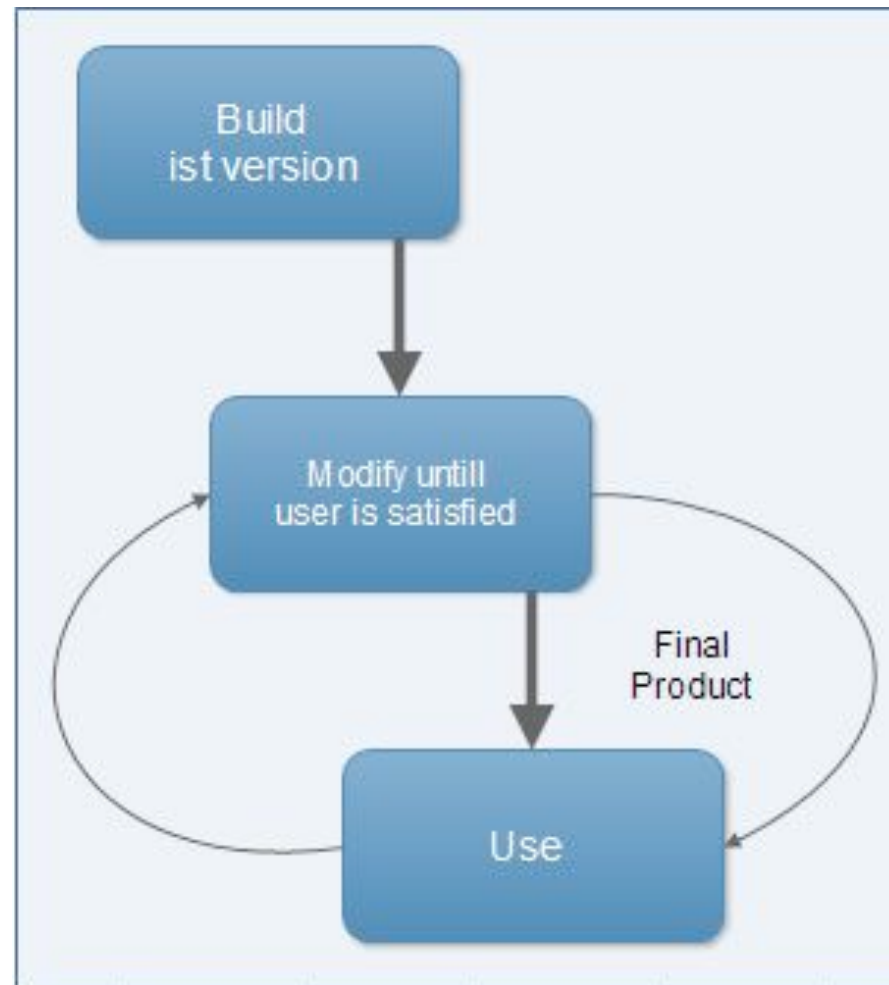 Build
ist version
Modify untill
user is satisfied
Final
Product
Use